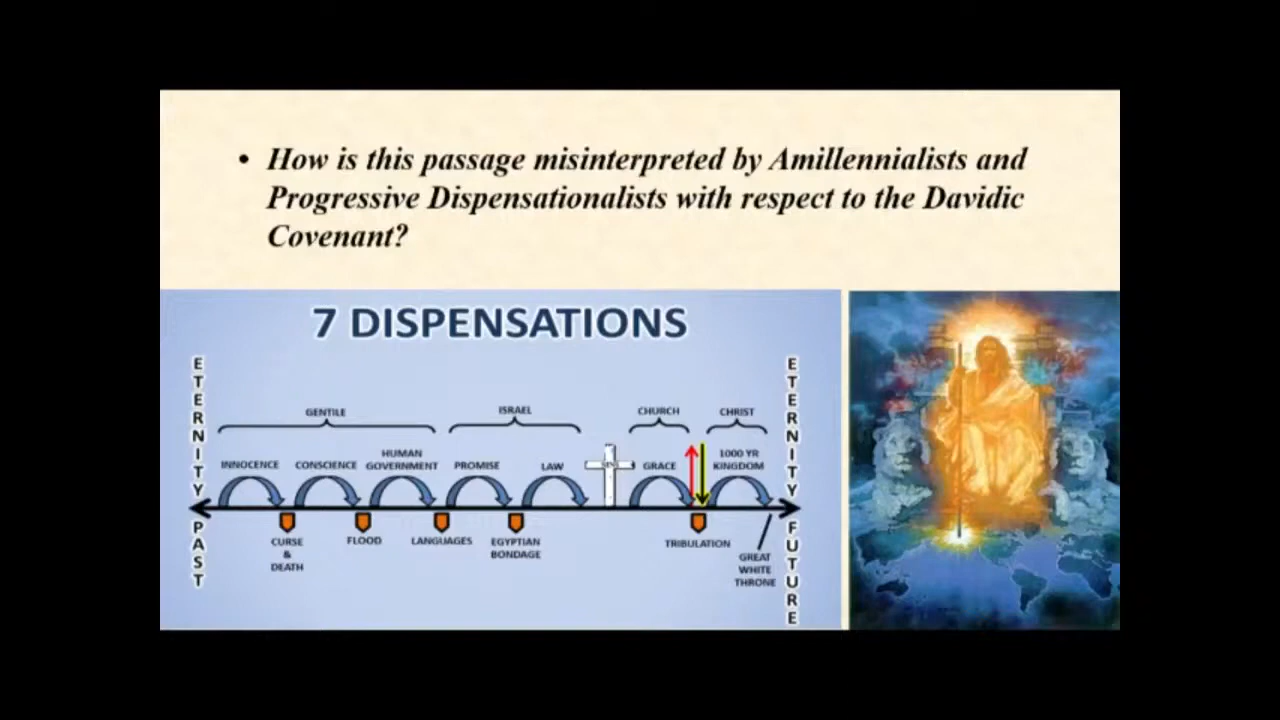 • How is this passage misinterpreted by Amillennialists and
Progressive Dispensationalists with respect to the Davidic
Covenant?
7 DISPENSATIONS
ETERNITY PAST
GENTILE
ISRAEL
CHURCH
CHRIST
INNOCENCE
CONSCIENCE
HUMAN
GOVERNMENT
PROMISE
LAW
GRACE
1000 YR
KINGDOM
CURSE
&
DEATH
FLOOD
LANGUAGES
EGYPTIAN
BONDAGE
TRIBULATION
GREAT
WHITE
THRONE
ETERNITY FUTURE